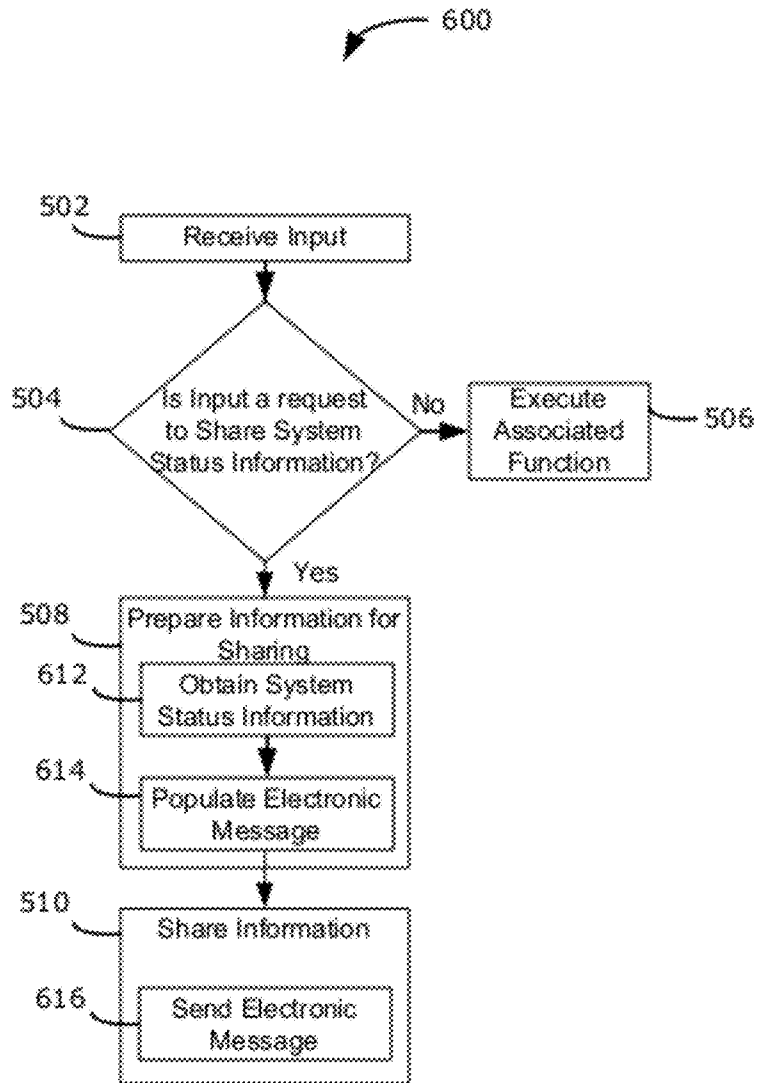 600
502
Receive Input
504
Is Input a request
to Share System
Status Information?
No
Execute
Associated
Function
506
Yes
508
Prepare Information for
Sharing
612
Obtain System
Status Information
614
Populate Electronic
Message
510
Share Information
616
Send Electronic
Message